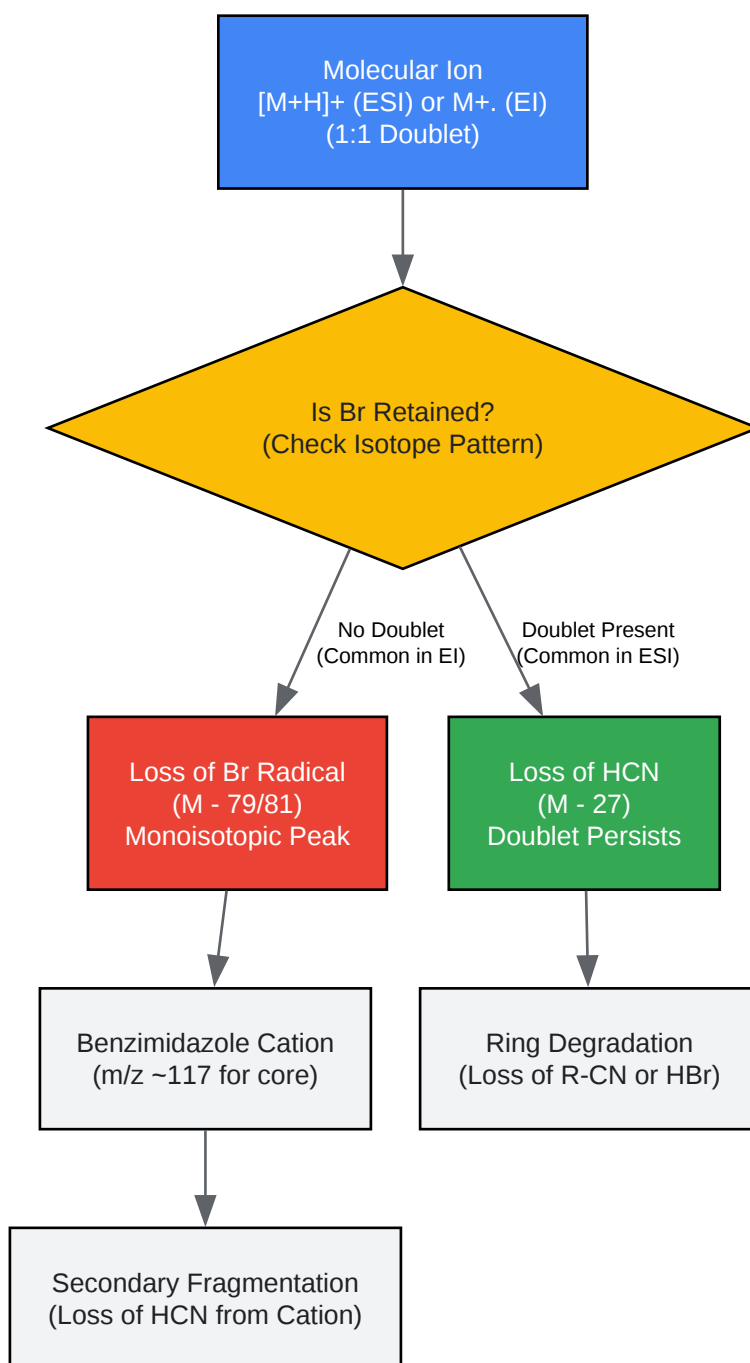 Molecular Ion
[M+H]+ (ESI) or M+. (EI)
(1:1 Doublet)
Is Br Retained?
(Check Isotope Pattern)
No Doublet
(Common in EI)
Doublet Present
(Common in ESI)
Loss of Br Radical
(M - 79/81)
Monoisotopic Peak
Loss of HCN
(M - 27)
Doublet Persists
Benzimidazole Cation
(m/z ~117 for core)
Ring Degradation
(Loss of R-CN or HBr)
Secondary Fragmentation
(Loss of HCN from Cation)